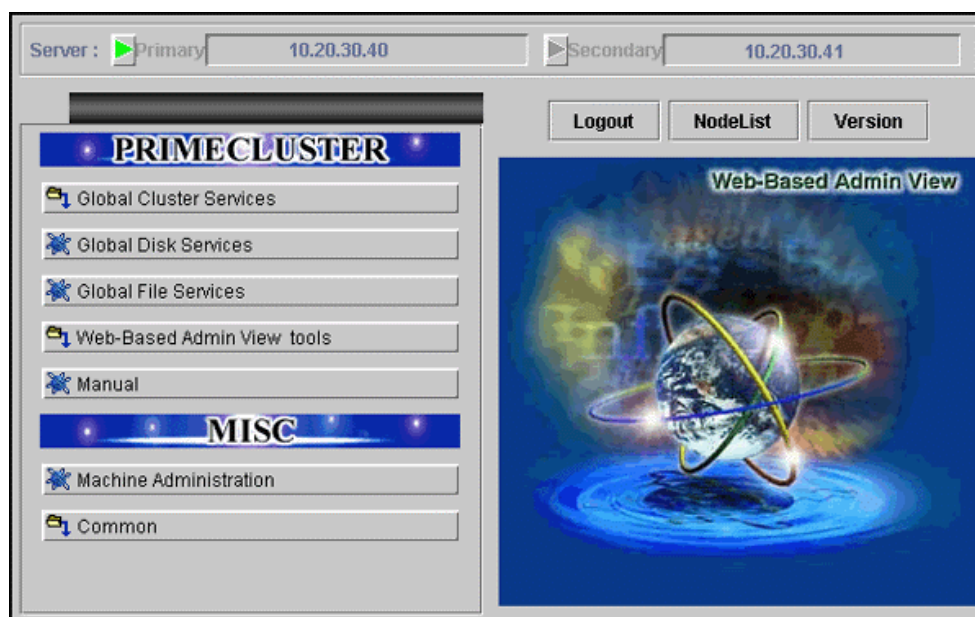 Server : Primary 10.20.30.40 Secondary 10.20.30.41
Logout NodeList Version
PRIMECLUSTER
Global Cluster Services
Global Disk Services
Global File Services
Web-Based Admin View tools
Manual
MISC
Machine Administration
Common
Web-Based Admin View